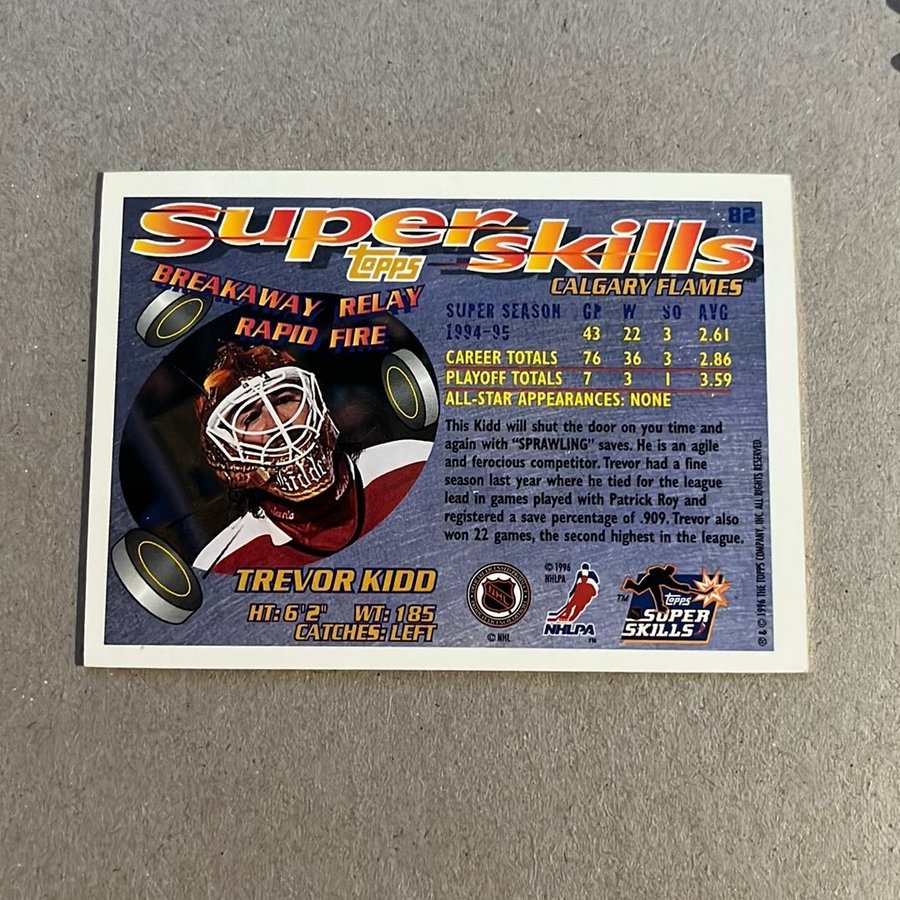 82
Super
skills
TOPPS
CALGARY FLAMES™
BREAKAWAY RELAY
RAPID FIRE
SUPER SEASON GP W SO AVG
1994-95 43 22 3 2.61
CAREER TOTALS 76 36 3 2.86
PLAYOFF TOTALS 7 3 1 3.59
ALL-STAR APPEARANCES: NONE
This Kidd will shut the door on you time and
again with "SPRAWLING" saves. He is an agile
and ferocious competitor. Trevor had a fine
season last year where he tied for the league
lead in games played with Patrick Roy and
registered a save percentage of .909. Trevor also
won 22 games, the second highest in the league.
Kidd
TREVOR KIDD
HT: 6'2" WT: 185
CATCHES: LEFT
NHL
© NHL
© 1996
NHLPA
NHLPA
™
™
TOPPS
SUPER
SKILLS
® & © 1996 THE TOPPS COMPANY, INC. ALL RIGHTS RESERVED.